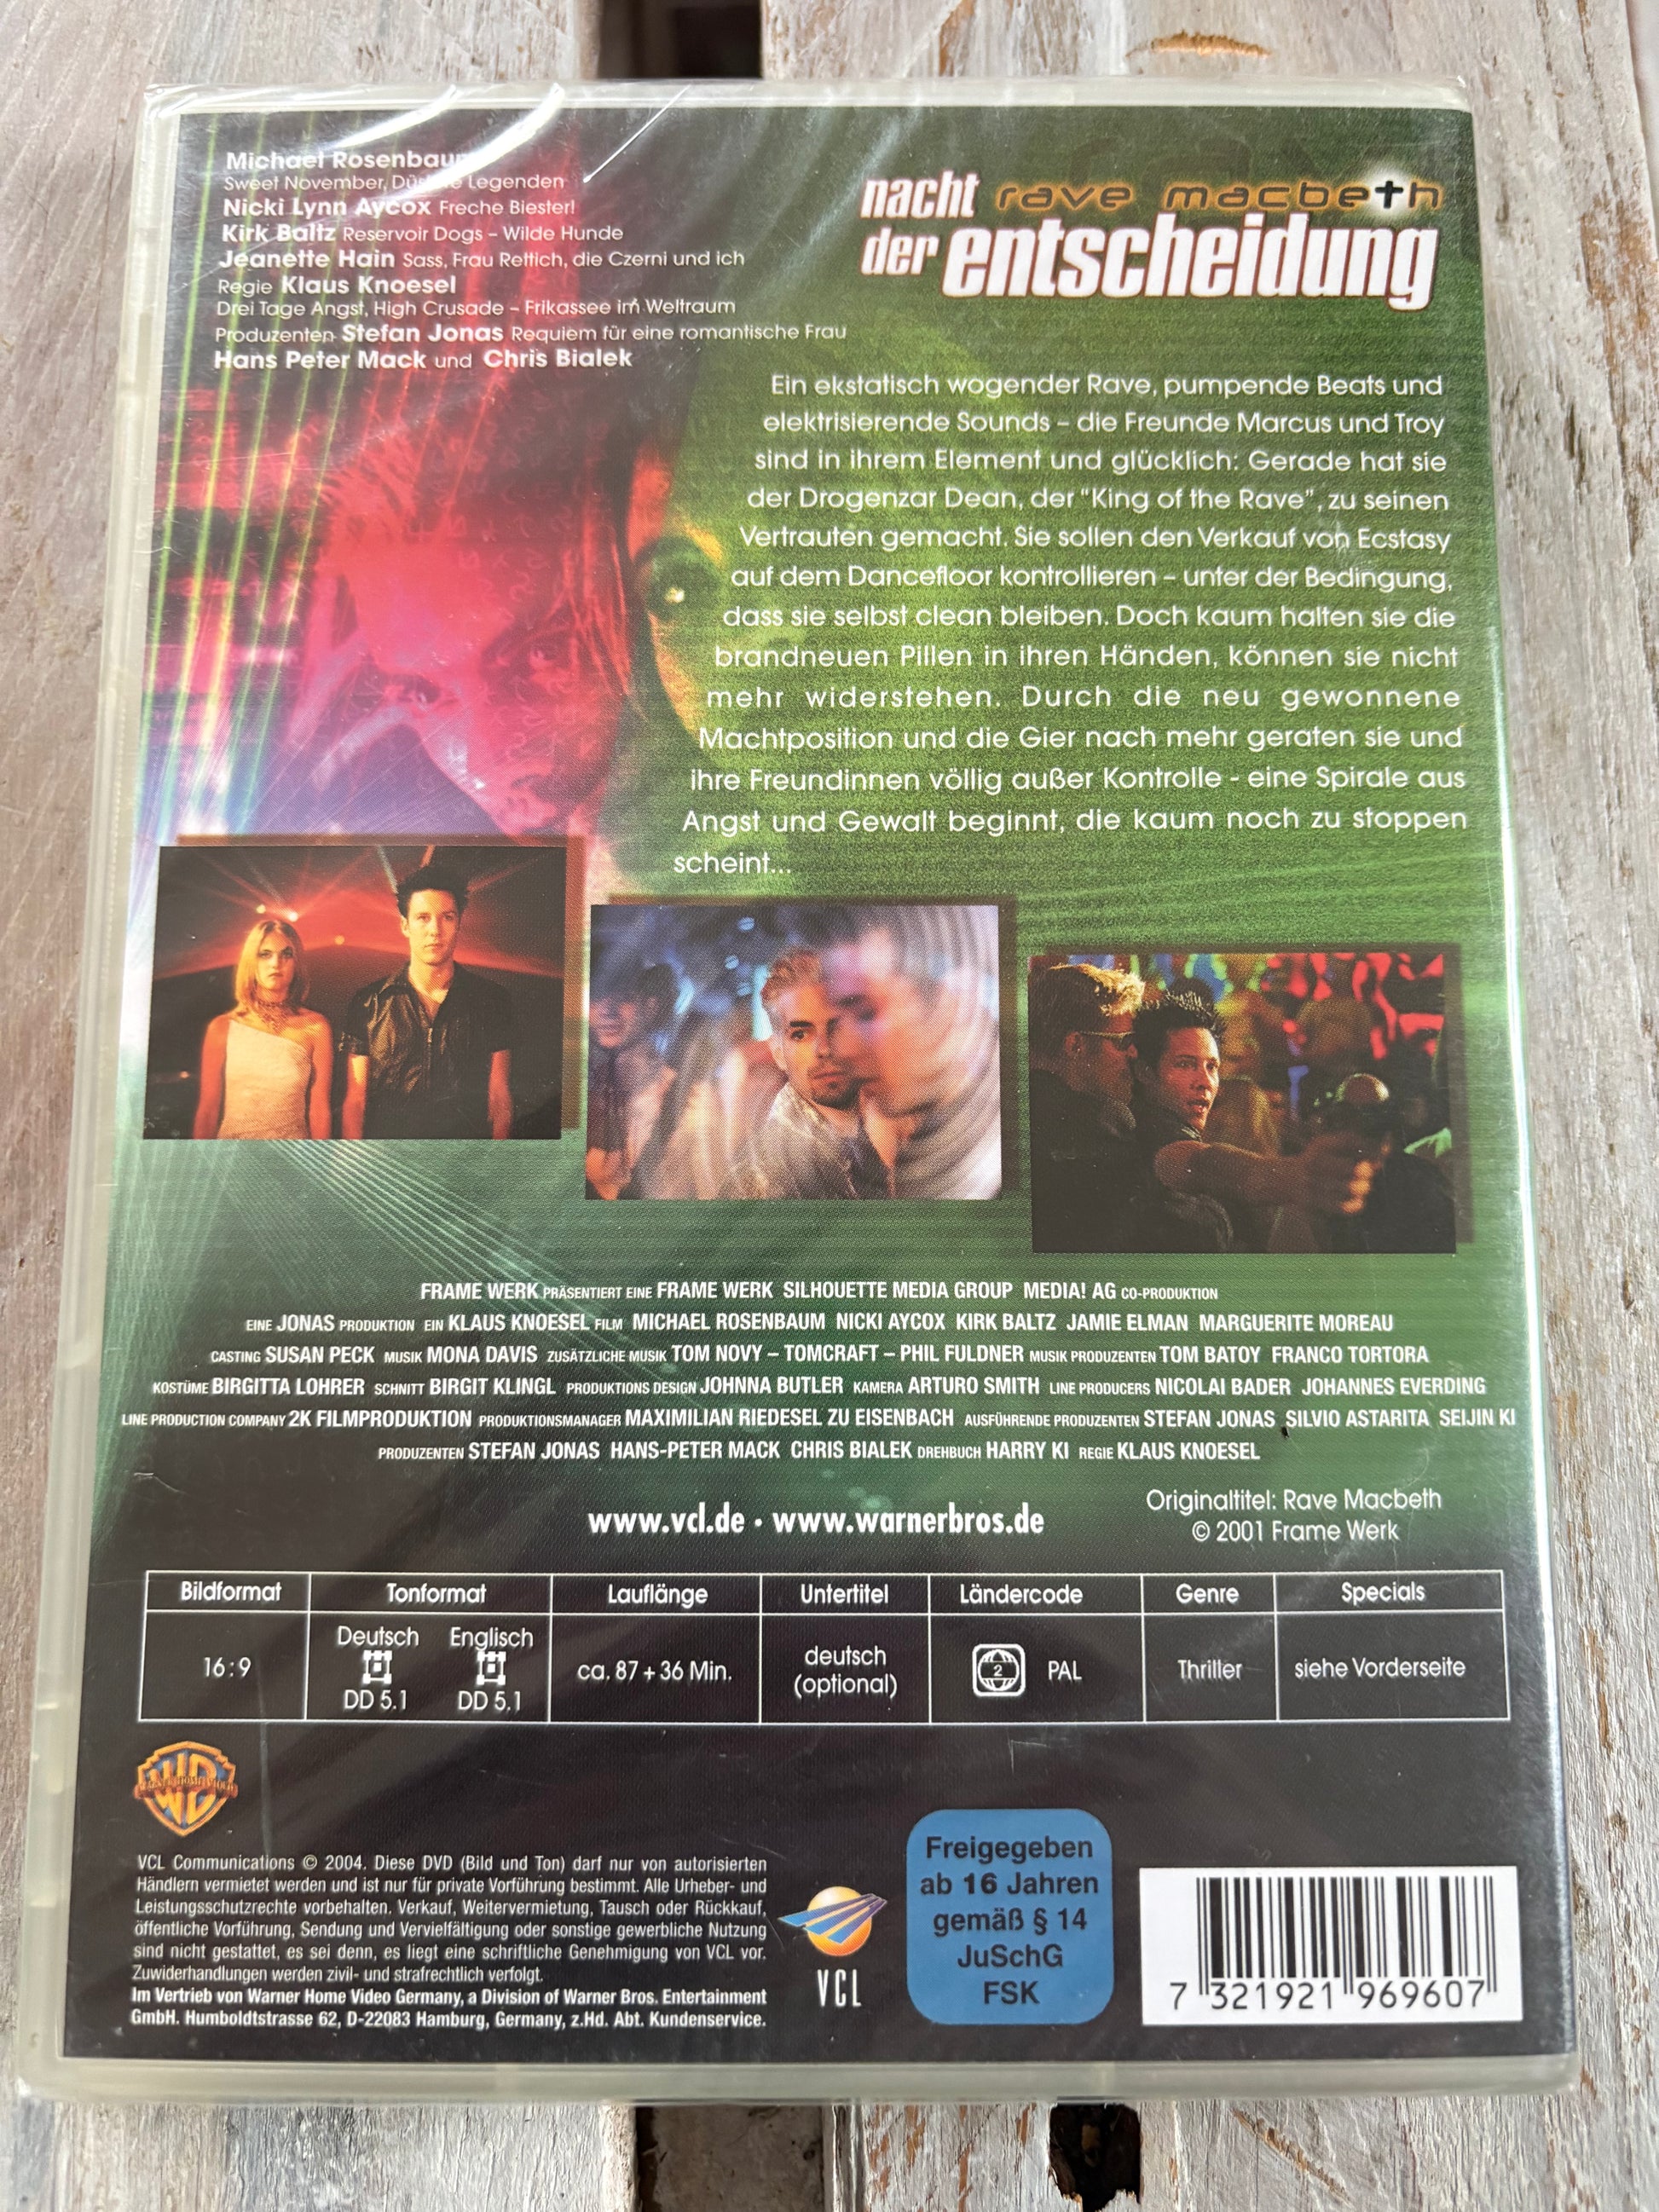 Michael Rosenbaum
Sweet November, Düstere Legenden
Nicki Lynn Aycox Freche Biester!
Kirk Baltz Reservoir Dogs – Wilde Hunde
Jeanette Hain Sass, Frau Rettich, die Czerni und ich
Regie Klaus Knoesel
Drei Tage Angst, High Crusade – Frikassee im Weltraum
Produzenten Stefan Jonas Requiem für eine romantische Frau
Hans Peter Mack und Chris Bialek
nacht rave macbeth
der entscheidung
Ein ekstatisch wogender Rave, pumpende Beats und
elektrisierende Sounds – die Freunde Marcus und Troy
sind in ihrem Element und glücklich: Gerade hat sie
der Drogenzar Dean, der "King of the Rave", zu seinen
Vertrauten gemacht. Sie sollen den Verkauf von Ecstasy
auf dem Dancefloor kontrollieren – unter der Bedingung,
dass sie selbst clean bleiben. Doch kaum halten sie die
brandneuen Pillen in ihren Händen, können sie nicht
mehr widerstehen. Durch die neu gewonnene
Machtposition und die Gier nach mehr geraten sie und
ihre Freundinnen völlig außer Kontrolle - eine Spirale aus
Angst und Gewalt beginnt, die kaum noch zu stoppen
scheint...
FRAME WERK PRÄSENTIERT EINE FRAME WERK SILHOUETTE MEDIA GROUP MEDIA! AG CO-PRODUKTION
EINE JONAS PRODUKTION EIN KLAUS KNOESEL FILM MICHAEL ROSENBAUM NICKI AYCOX KIRK BALTZ JAMIE ELMAN MARGUERITE MOREAU
CASTING SUSAN PECK MUSIK MONA DAVIS ZUSÄTZLICHE MUSIK TOM NOVY – TOMCRAFT – PHIL FULDNER MUSIK PRODUZENTEN TOM BATOY FRANCO TORTORA
KOSTÜME BIRGITTA LOHRER SCHNITT BIRGIT KLINGL PRODUKTIONS DESIGN JOHNNA BUTLER KAMERA ARTURO SMITH LINE PRODUCERS NICOLAI BADER JOHANNES EVERDING
LINE PRODUCTION COMPANY 2K FILMPRODUKTION PRODUKTIONSMANAGER MAXIMILIAN RIEDESEL ZU EISENBACH AUSFÜHRENDE PRODUZENTEN STEFAN JONAS SILVIO ASTARITA SEIJIN KI
PRODUZENTEN STEFAN JONAS HANS-PETER MACK CHRIS BIALEK DREHBUCH HARRY KI REGIE KLAUS KNOESEL
www.vcl.de · www.warnerbros.de
Originaltitel: Rave Macbeth
© 2001 Frame Werk
Bildformat Tonformat Lauflänge Untertitel Ländercode Genre Specials
Deutsch Englisch
16:9 ca. 87 + 36 Min. deutsch (optional) 2 PAL Thriller siehe Vorderseite
DD 5.1 DD 5.1
WB
WARNER HOME VIDEO
VCL Communications © 2004. Diese DVD (Bild und Ton) darf nur von autorisierten
Händlern vermietet werden und ist nur für private Vorführung bestimmt. Alle Urheber- und
Leistungsschutzrechte vorbehalten. Verkauf, Weitervermietung, Tausch oder Rückkauf,
öffentliche Vorführung, Sendung und Vervielfältigung oder sonstige gewerbliche Nutzung
sind nicht gestattet, es sei denn, es liegt eine schriftliche Genehmigung von VCL vor.
Zuwiderhandlungen werden zivil- und strafrechtlich verfolgt.
Im Vertrieb von Warner Home Video Germany, a Division of Warner Bros. Entertainment
GmbH. Humboldtstrasse 62, D-22083 Hamburg, Germany, z.Hd. Abt. Kundenservice.
VCL
Freigegeben
ab 16 Jahren
gemäß § 14
JuSchG
FSK
7 321921 969607